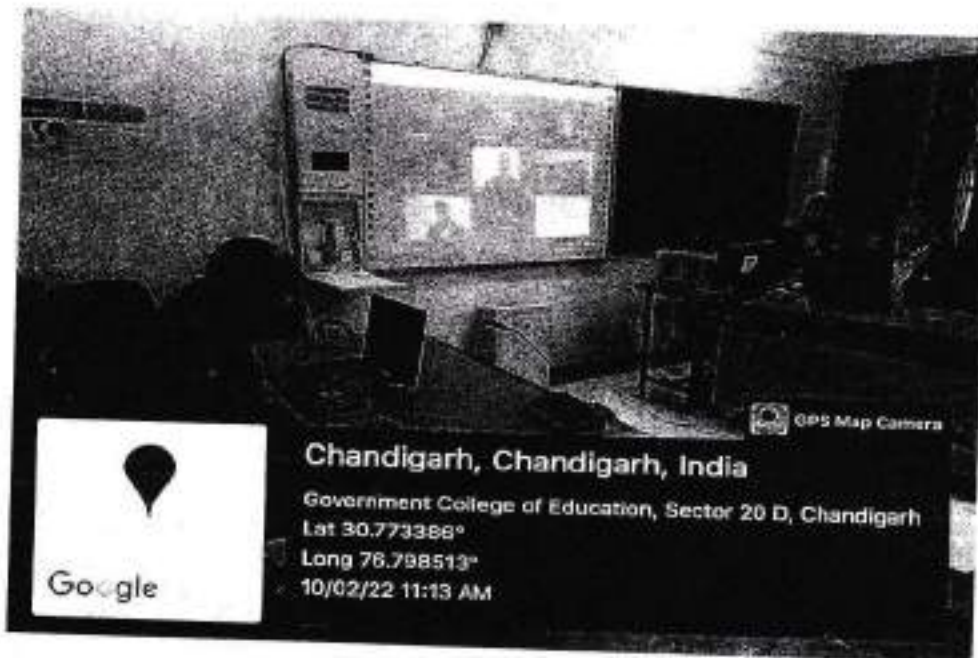 GPS Map Camera
Chandigarh, Chandigarh, India
Government College of Education, Sector 20 D, Chandigarh
Lat 30.773386°
Long 76.798513°
10/02/22 11:13 AM
Google